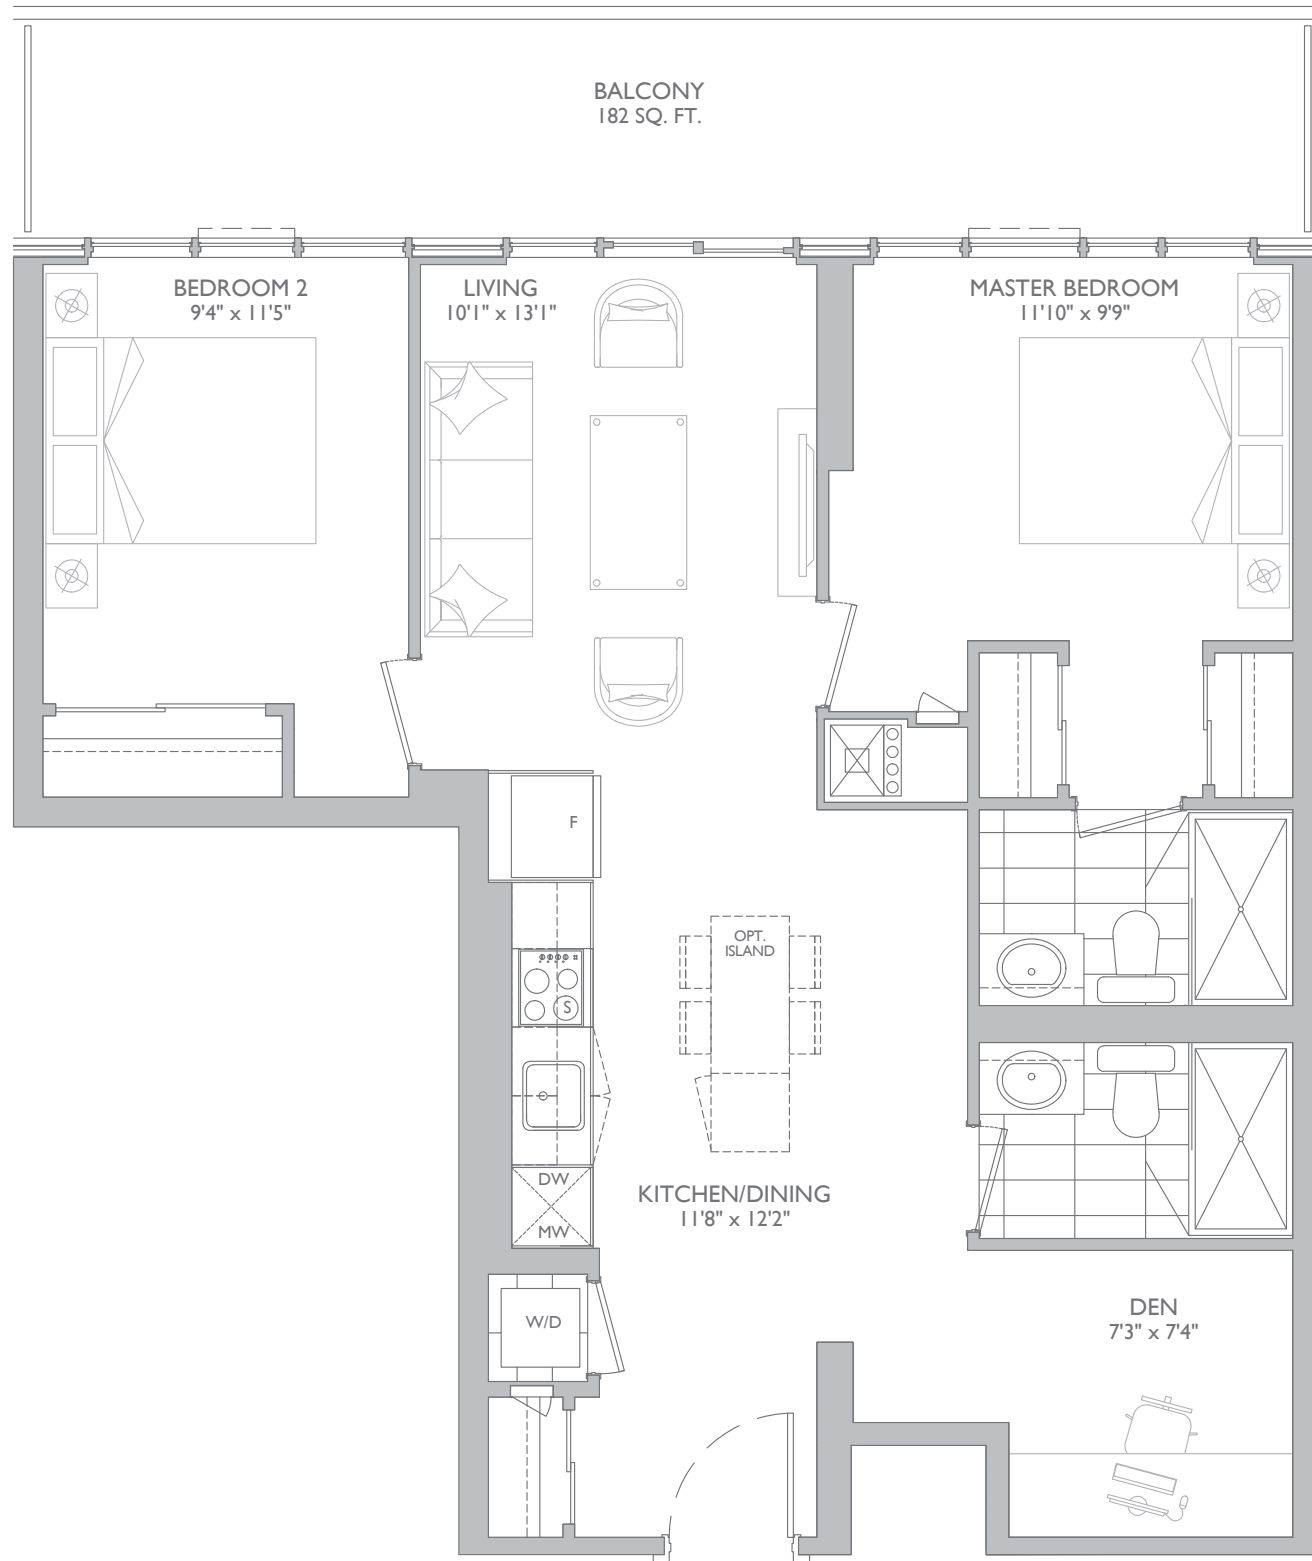 BALCONY
182 SQ. FT.
BEDROOM 2
9'4" x 11'5"
LIVING
10'1" x 13'1"
MASTER BEDROOM
11'10" x 9'9"
F
OPT.
ISLAND
S
DW
MW
KITCHEN/DINING
11'8" x 12'2"
W/D
DEN
7'3" x 7'4"